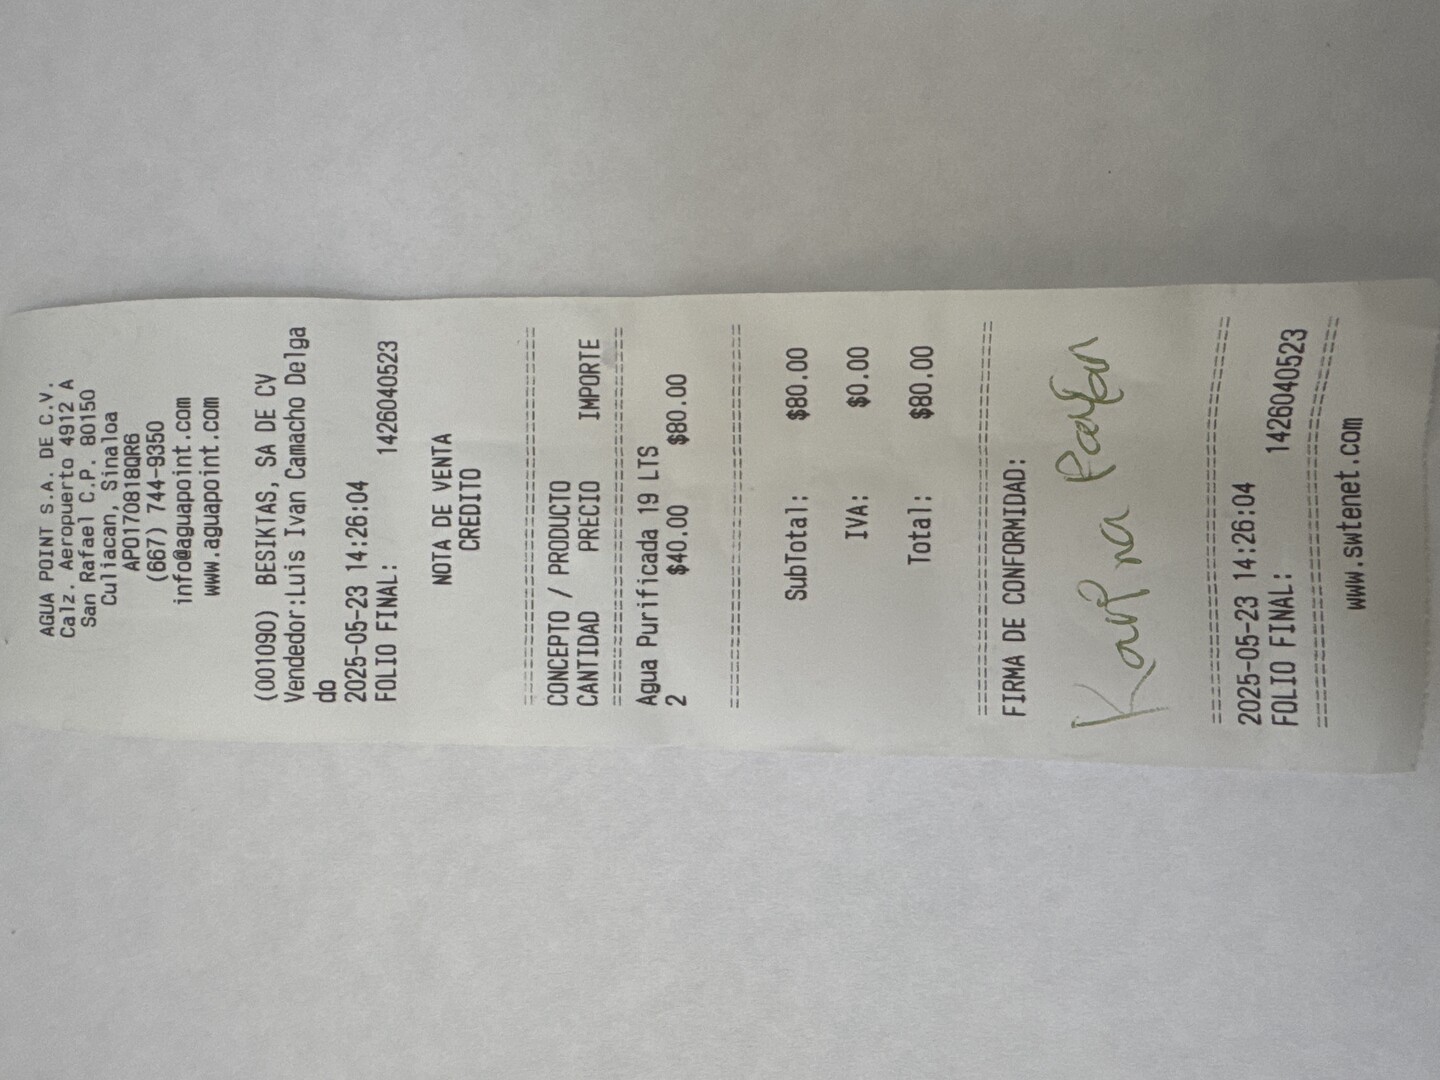 AGUA POINT S.A. DE C.V.
Calz. Aeropuerto 4912 A
San Rafael C.P. 80150
Culiacán, Sinaloa
APO170818QR6
(667) 744-9350
info@aguapoint.com
www.aguapoint.com
(001090) BESIKTAS, SA DE CV
Vendedor:Luis Ivan Camacho Delga
do
2025-05-23 14:26:04
FOLIO FINAL: 1426040523
NOTA DE VENTA
CREDITO
================================
CONCEPTO / PRODUCTO
CANTIDAD PRECIO IMPORTE
================================
Agua Purificada 19 LTS
2 $40.00 $80.00
================================
SubTotal: $80.00
IVA: $0.00
Total: $80.00
================================
FIRMA DE CONFORMIDAD:
Karina
================================
2025-05-23 14:26:04
FOLIO FINAL: 1426040523
================================
www.swtenet.com